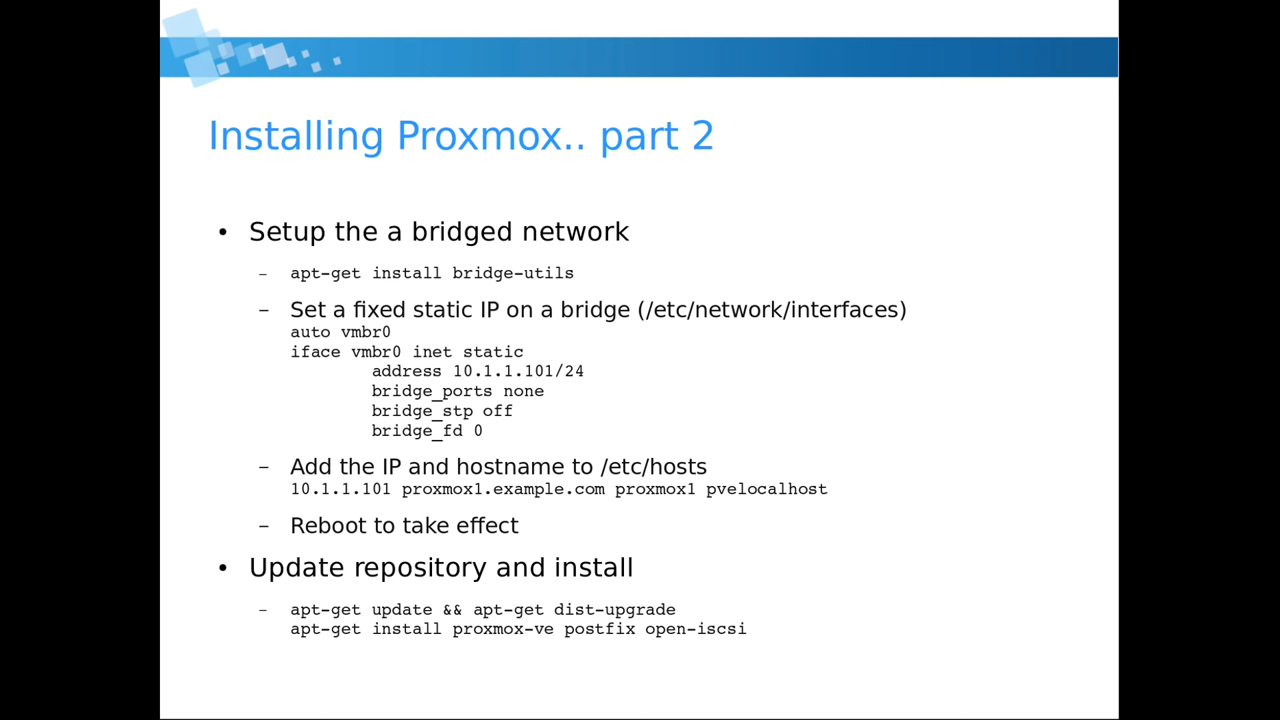 Installing Proxmox.. part 2
• Setup the a bridged network
– apt-get install bridge-utils
– Set a fixed static IP on a bridge (/etc/network/interfaces)
auto vmbr0
iface vmbr0 inet static
address 10.1.1.101/24
bridge_ports none
bridge_stp off
bridge_fd 0
– Add the IP and hostname to /etc/hosts
10.1.1.101 proxmox1.example.com proxmox1 pvelocalhost
– Reboot to take effect
• Update repository and install
– apt-get update && apt-get dist-upgrade
apt-get install proxmox-ve postfix open-iscsi